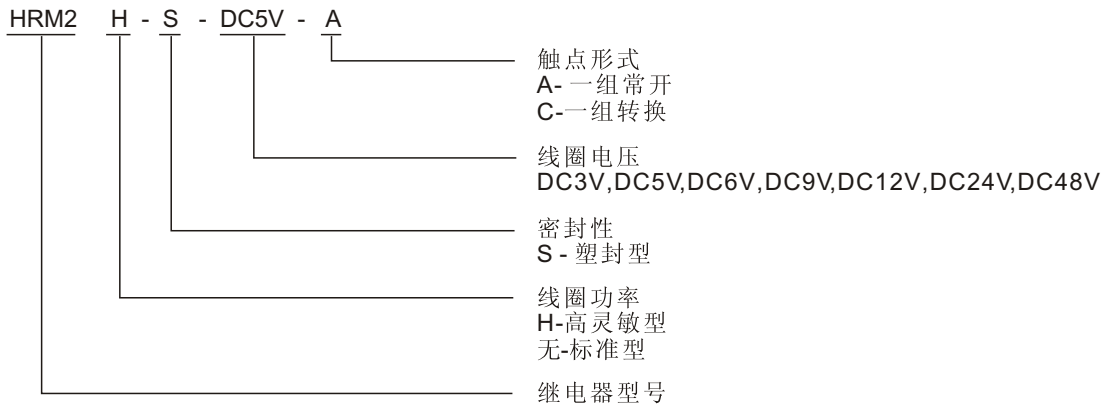 HRM2 H - S - DC5V - A
触点形式
A- 一组常开
C-一组转换
线圈电压
DC3V,DC5V,DC6V,DC9V,DC12V,DC24V,DC48V
密封性
S - 塑封型
线圈功率
H-高灵敏型
无-标准型
继电器型号